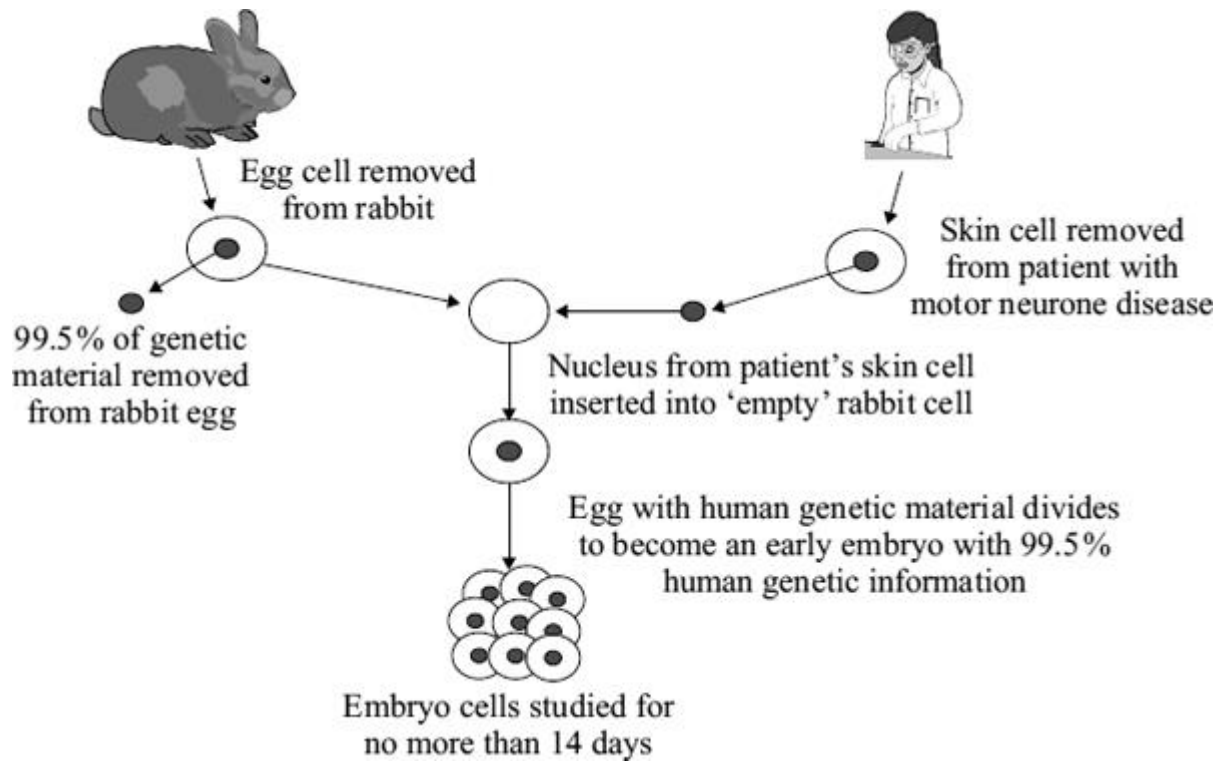 Egg cell removed
from rabbit
Skin cell removed
from patient with
motor neurone disease
99.5% of genetic
material removed
from rabbit egg
Nucleus from patient’s skin cell
inserted into ‘empty’ rabbit cell
Egg with human genetic material divides
to become an early embryo with 99.5%
human genetic information
Embryo cells studied for
no more than 14 days